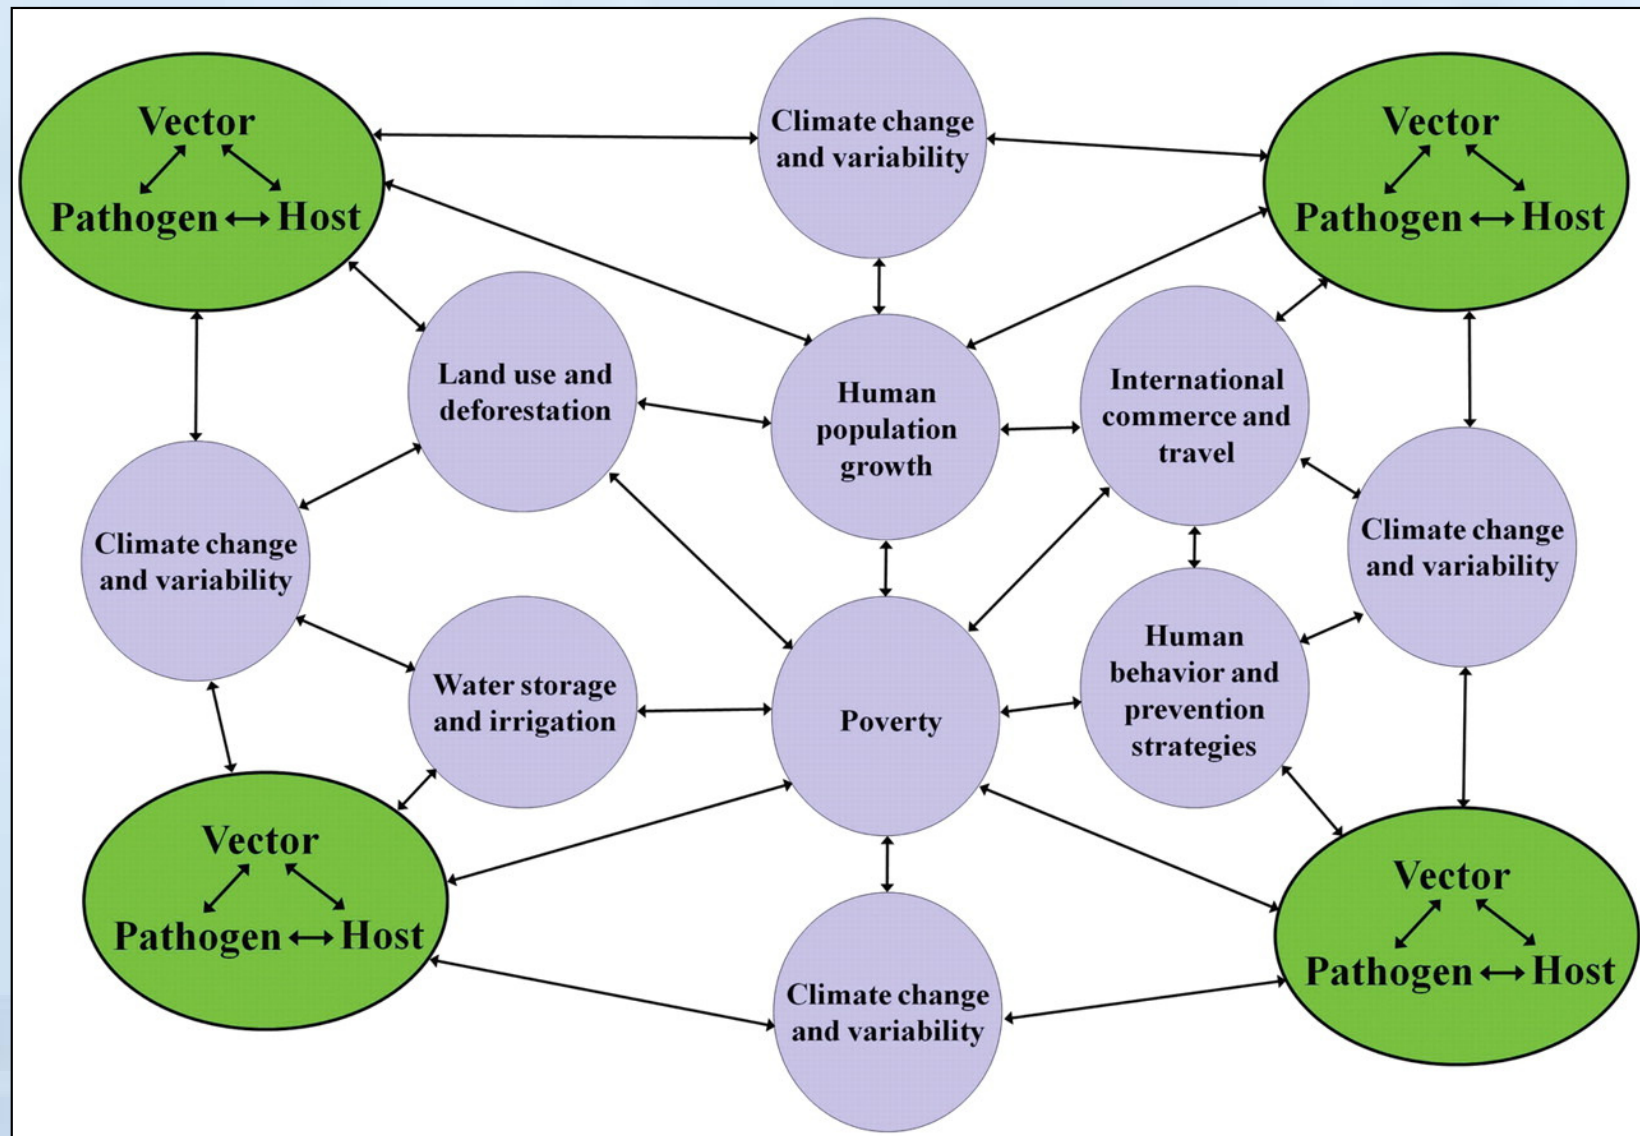 Climate change
and variability
Vector
Pathogen Host
Vector
Pathogen Host
Land use and
deforestation
Human
population
growth
International
commerce and
travel
Climate change
and variability
Climate change
and variability
Water storage
and irrigation
Poverty
Human
behavior and
prevention
strategies
Vector
Pathogen Host
Vector
Pathogen Host
Climate change
and variability